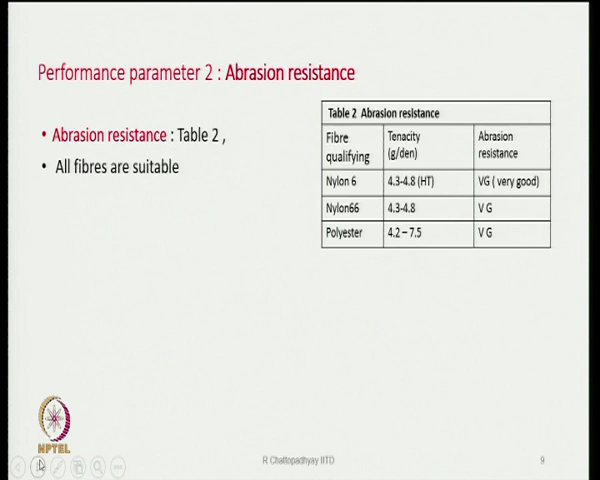 Performance parameter 2 : Abrasion resistance
• Abrasion resistance : Table 2 ,
• All fibres are suitable
Table 2 Abrasion resistance
Fibre qualifying Tenacity (g/den) Abrasion resistance
Nylon 6 4.3-4.8 (HT) VG ( very good)
Nylon66 4.3-4.8 V G
Polyester 4.2 – 7.5 V G
NPTEL
R Chattopadhyay IITD
9